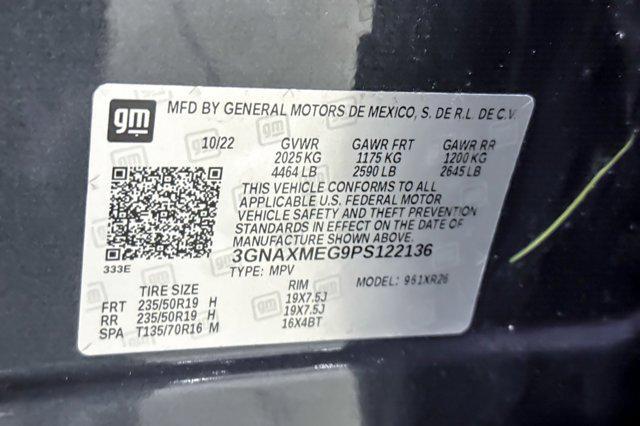 gm MFD BY GENERAL MOTORS DE MEXICO, S. DE R.L. DE C.V.
10/22 GVWR GAWR FRT GAWR RR
2025 KG 1175 KG 1200 KG
4464 LB 2590 LB 2645 LB
THIS VEHICLE CONFORMS TO ALL
APPLICABLE U.S. FEDERAL MOTOR
VEHICLE SAFETY AND THEFT PREVENTION
STANDARDS IN EFFECT ON THE DATE OF
MANUFACTURE SHOWN ABOVE.
3GNAXMEG9PS122136
333E TYPE: MPV MODEL: 961XR26
TIRE SIZE RIM
FRT 235/50R19 H 19X7.5J
RR 235/50R19 H 19X7.5J
SPA T135/70R16 M 16X4BT